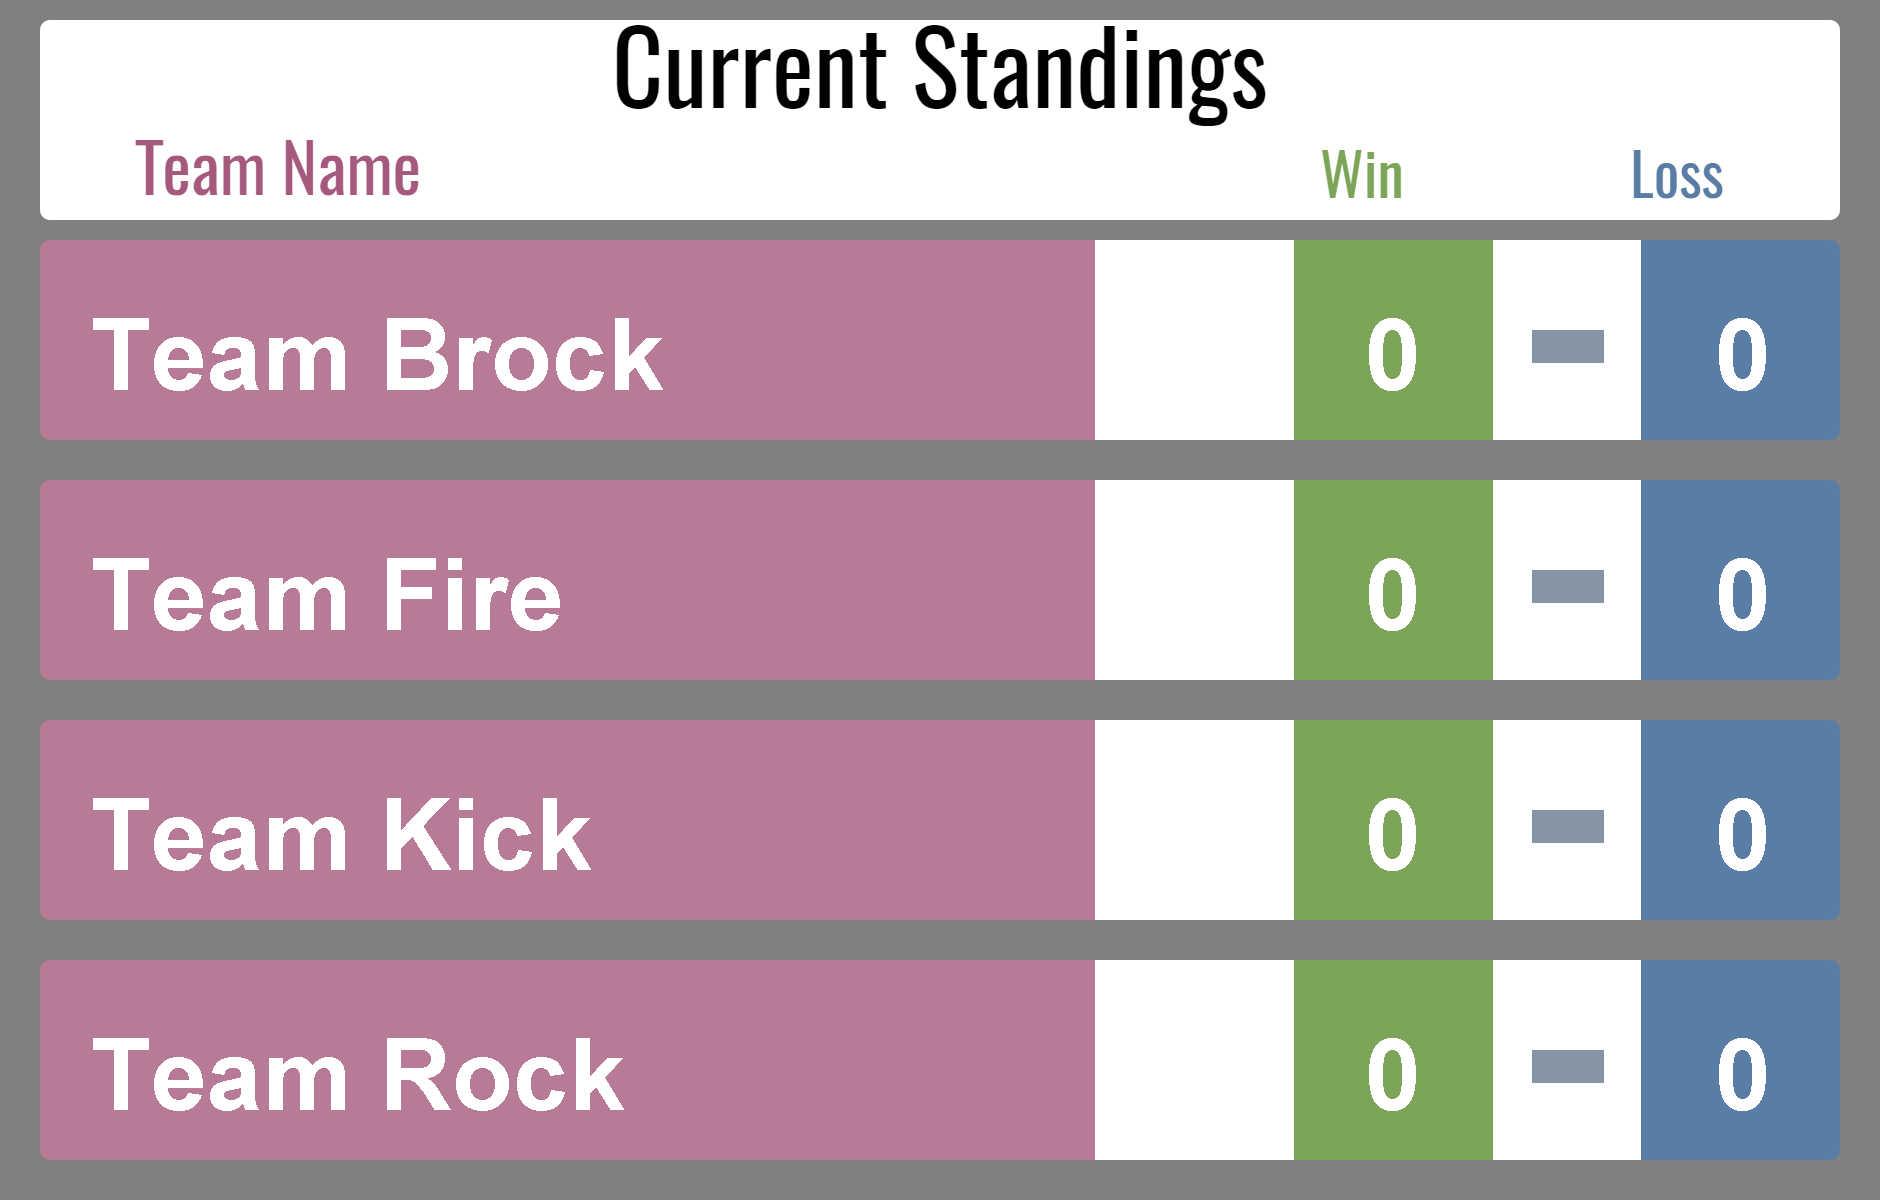 Current Standings
Team Name Win Loss
Team Brock 0 - 0
Team Fire 0 - 0
Team Kick 0 - 0
Team Rock 0 - 0